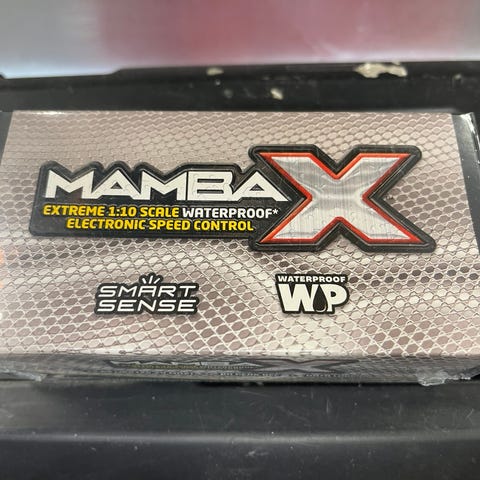 MAMBA X
EXTREME 1:10 SCALE WATERPROOF*
ELECTRONIC SPEED CONTROL
SMART
SENSE
WATERPROOF
WP